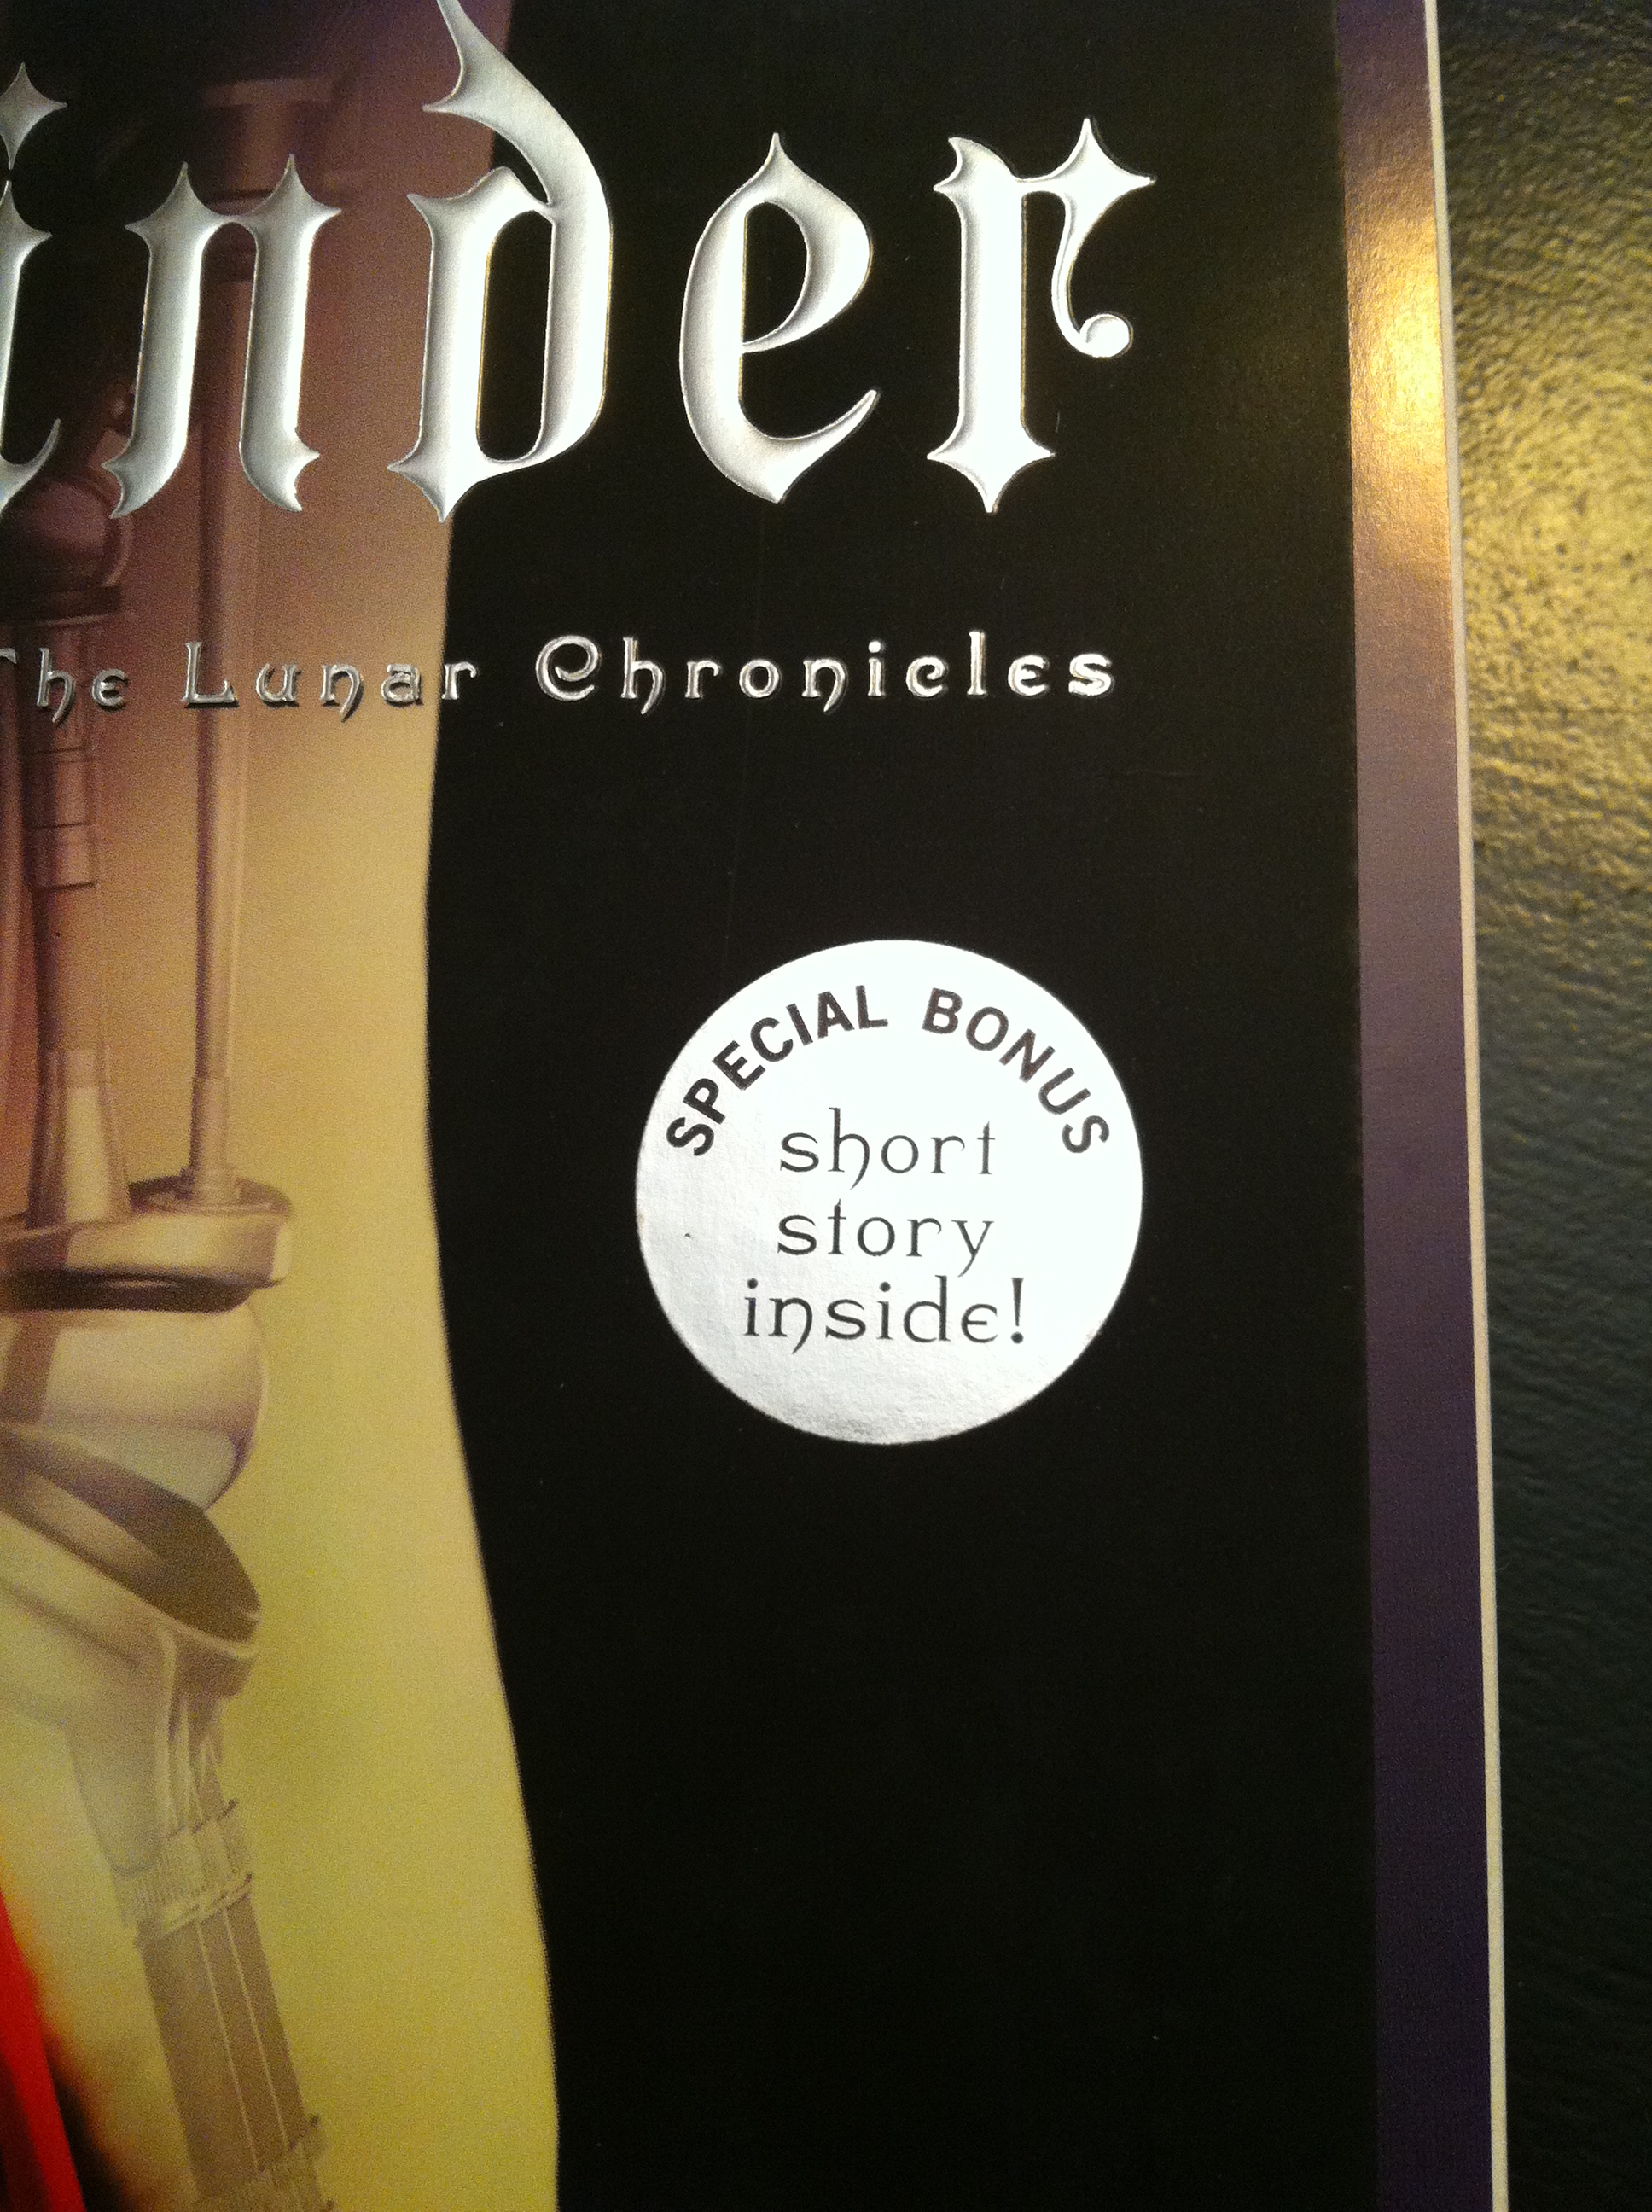 inder
The Lunar Chronicles
SPECIAL BONUS
short
story
inside!